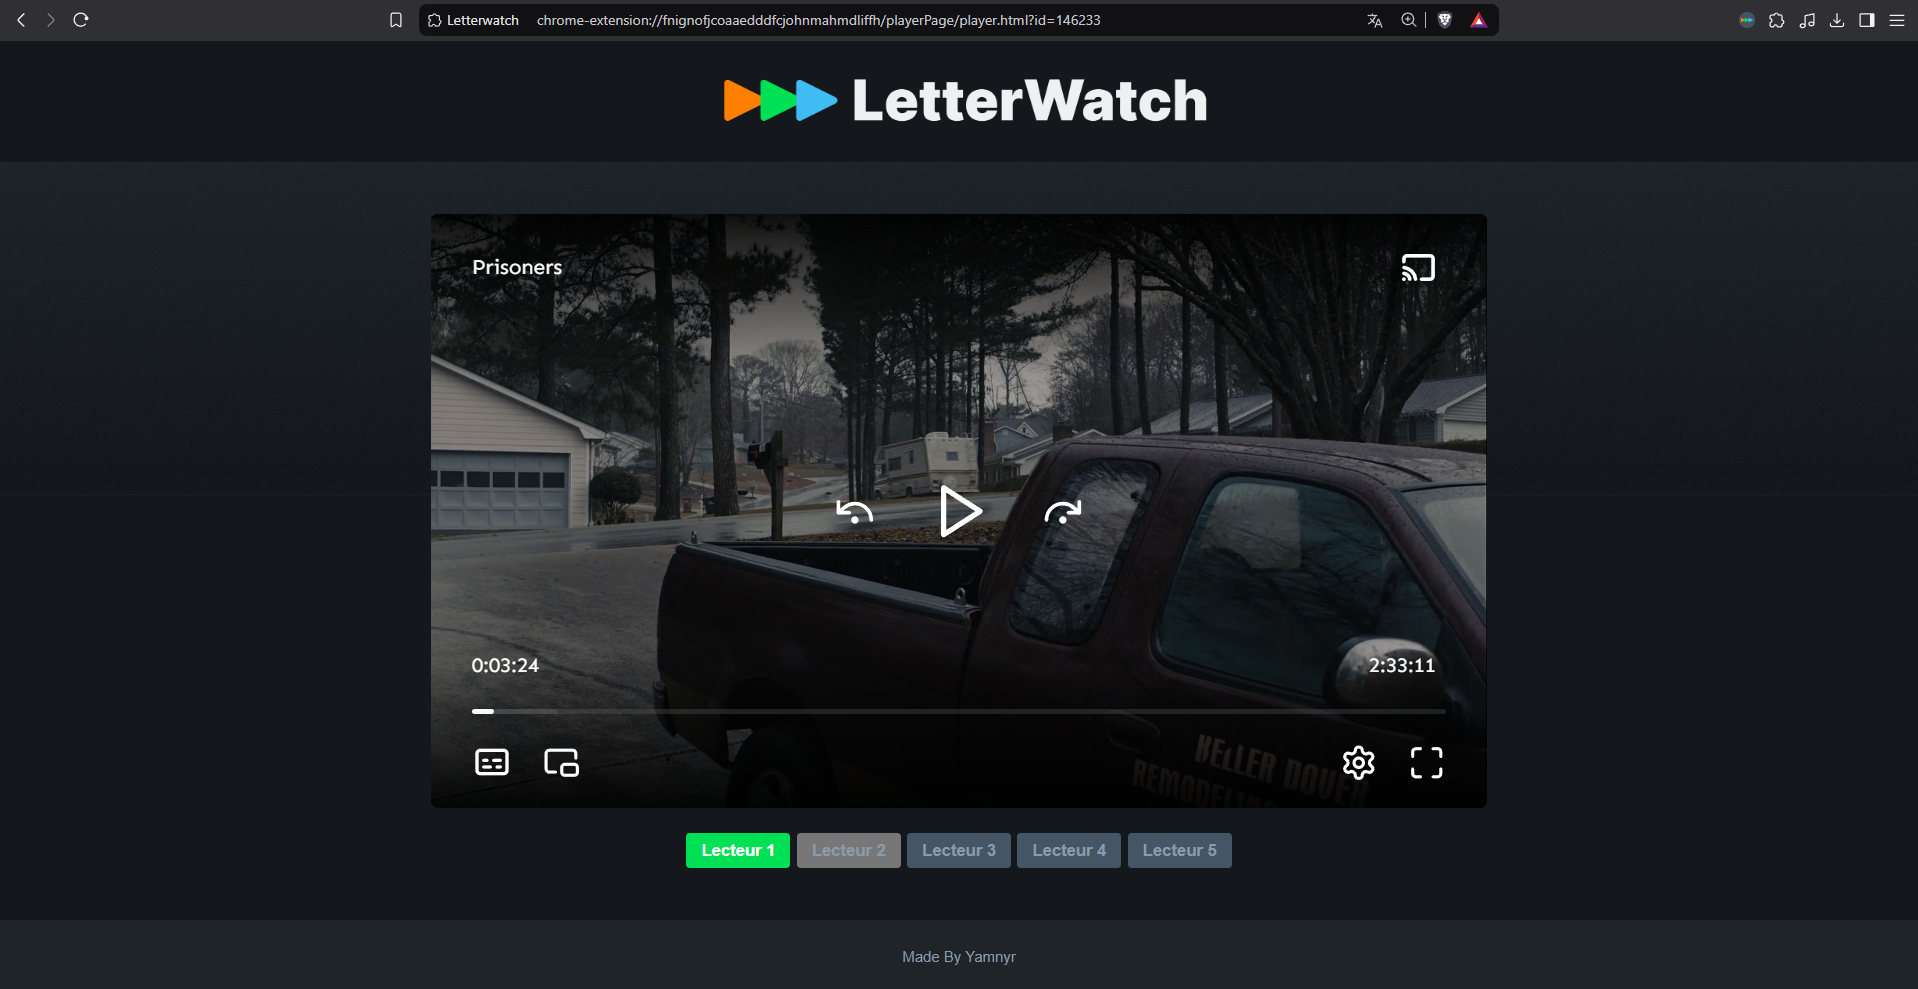 Letterwatch chrome-extension://fnignofjcoaaedddfcjohnmahmdliffh/playerPage/player.html?id=146233
LetterWatch
Prisoners
0:03:24 2:33:11
KELLER DOVER
REMODELING
Lecteur 1 Lecteur 2 Lecteur 3 Lecteur 4 Lecteur 5
Made By Yamnyr